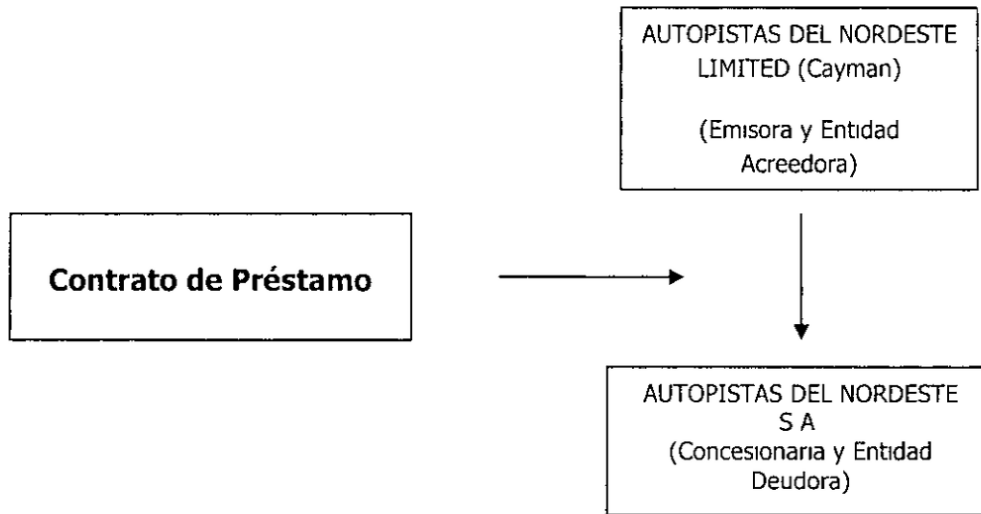 AUTOPISTAS DEL NORDESTE
LIMITED (Cayman)
(Emisora y Entidad
Acreedora)
Contrato de Préstamo
AUTOPISTAS DEL NORDESTE
S A
(Concesionaria y Entidad
Deudora)